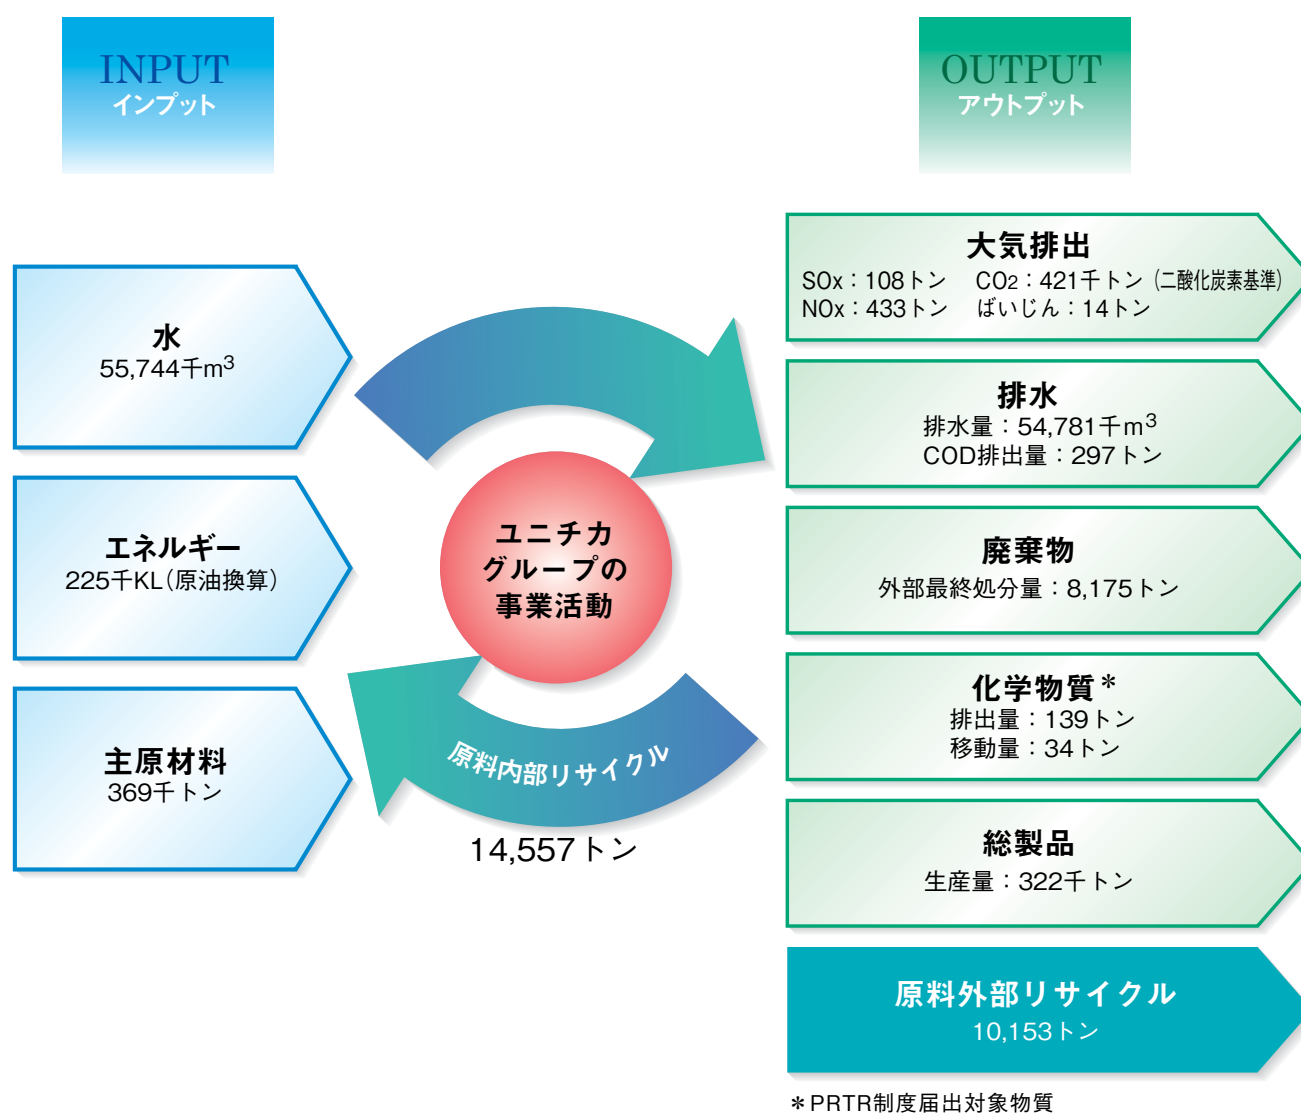 INPUT
インプット
水
55,744千m³
エネルギー
225千KL(原油換算)
主原材料
369千トン
ユニチカ
グループの
事業活動
原料内部リサイクル
14,557トン
OUTPUT
アウトプット
大気排出
SOx：108トン CO₂：421千トン(二酸化炭素基準)
NOx：433トン ばいじん：14トン
排水
排水量：54,781千m³
COD排出量：297トン
廃棄物
外部最終処分量：8,175トン
化学物質＊
排出量：139トン
移動量：34トン
総製品
生産量：322千トン
原料外部リサイクル
10,153トン
＊PRTR制度届出対象物質